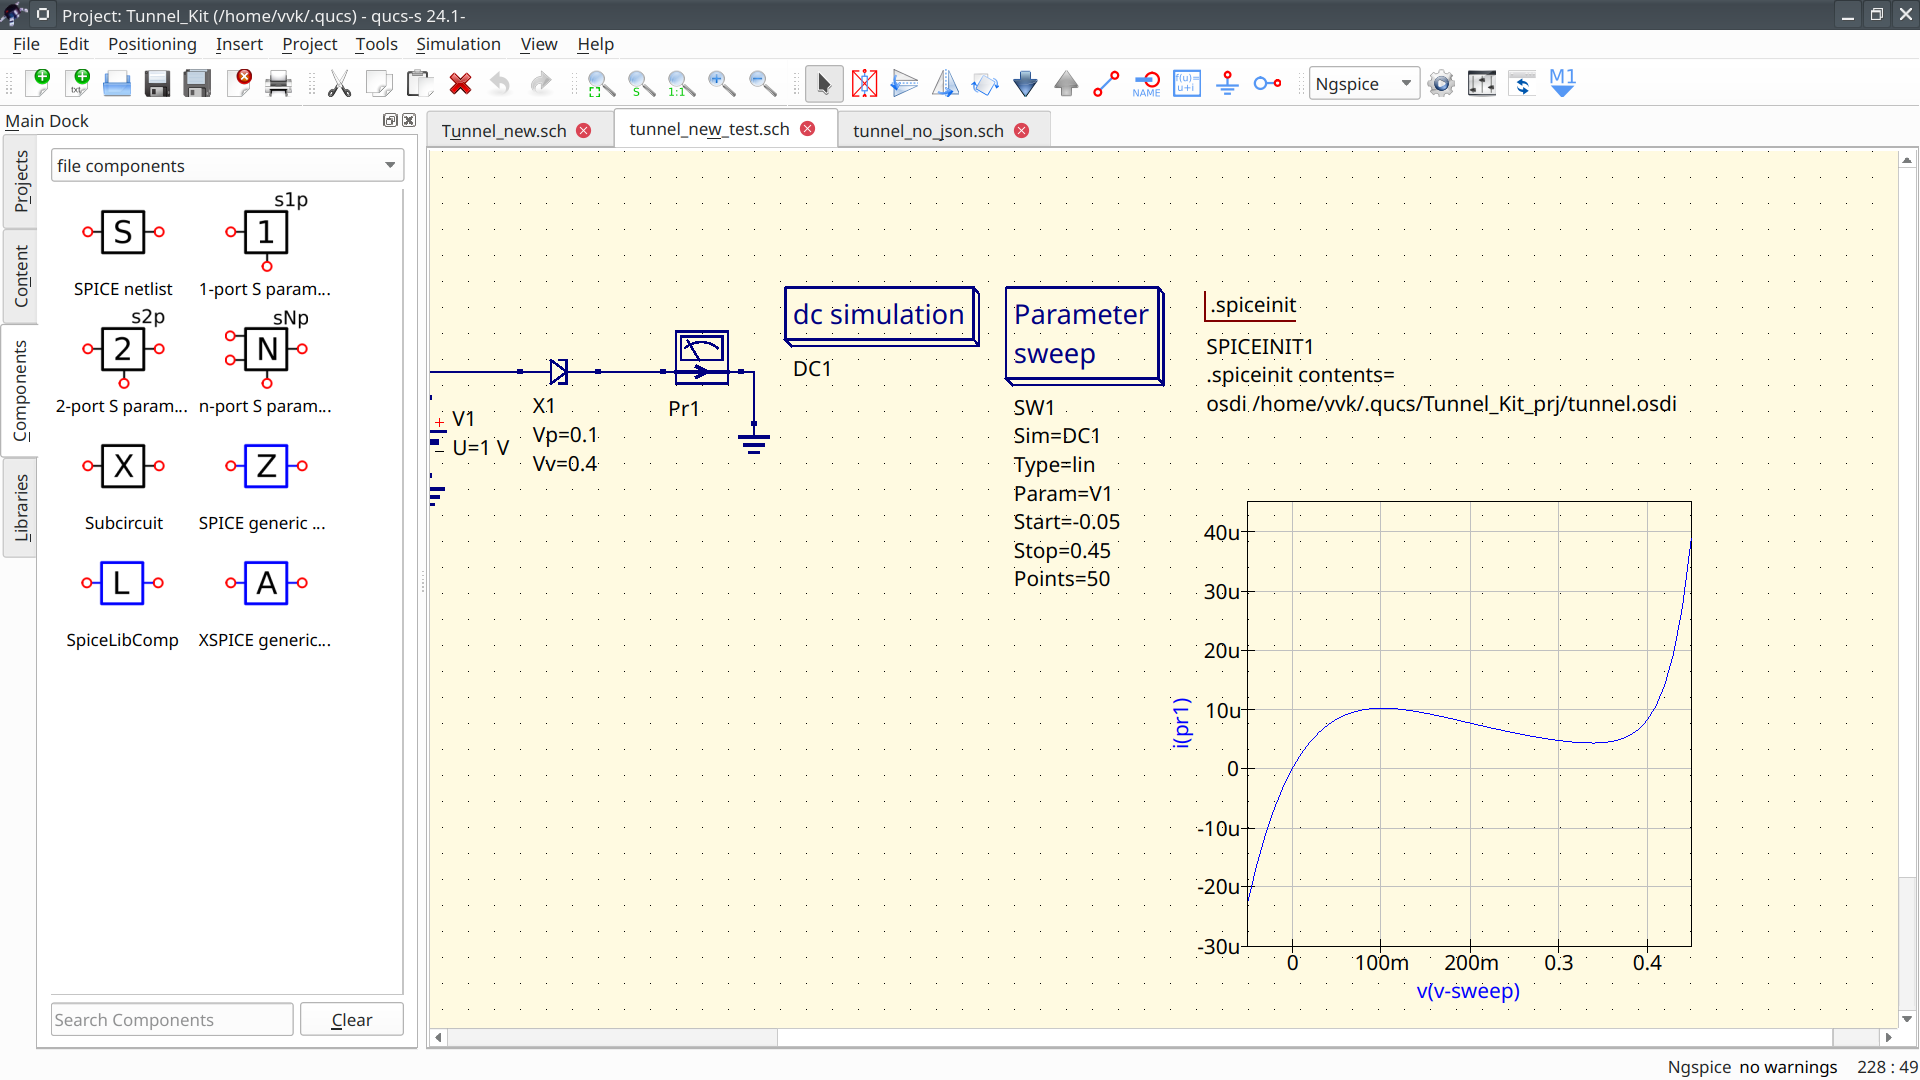 Project: Tunnel_Kit (/home/vvk/.qucs) - qucs-s 24.1-
File Edit Positioning Insert Project Tools Simulation View Help
txt
S
1:1
NAME
f(u)=
u+i
Ngspice
M1
Main Dock
Tunnel_new.sch
tunnel_new_test.sch
tunnel_no_json.sch
Projects
Content
Components
Libraries
file components
S
SPICE netlist
s1p
1
1-port S param...
s2p
2
2-port S param...
sNp
N
n-port S param...
X
Subcircuit
Z
SPICE generic ...
L
SpiceLibComp
A
XSPICE generic...
Search Components
Clear
V1
U=1 V
X1
Vp=0.1
Vv=0.4
Pr1
dc simulation
DC1
Parameter
sweep
SW1
Sim=DC1
Type=lin
Param=V1
Start=-0.05
Stop=0.45
Points=50
.spiceinit
SPICEINIT1
.spiceinit contents=
osdi /home/vvk/.qucs/Tunnel_Kit_prj/tunnel.osdi
40u
30u
20u
10u
0
-10u
-20u
-30u
i(pr1)
0
100m
200m
0.3
0.4
v(v-sweep)
Ngspice no warnings 228 : 49